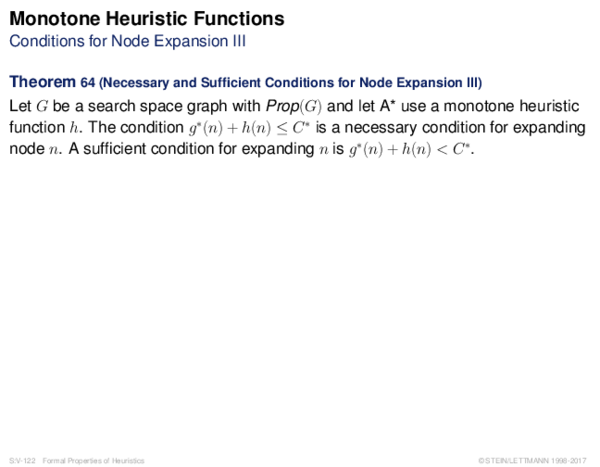 Monotone Heuristic Functions
Conditions for Node Expansion III
Theorem 64 (Necessary and Sufficient Conditions for Node Expansion III)
Let G be a search space graph with Prop(G) and let A* use a monotone heuristic
function h. The condition g*(n) + h(n) ≤ C* is a necessary condition for expanding
node n. A sufficient condition for expanding n is g*(n) + h(n) < C*.
S:V-122 Formal Properties of Heuristics
©STEIN/LETTMANN 1998-2017